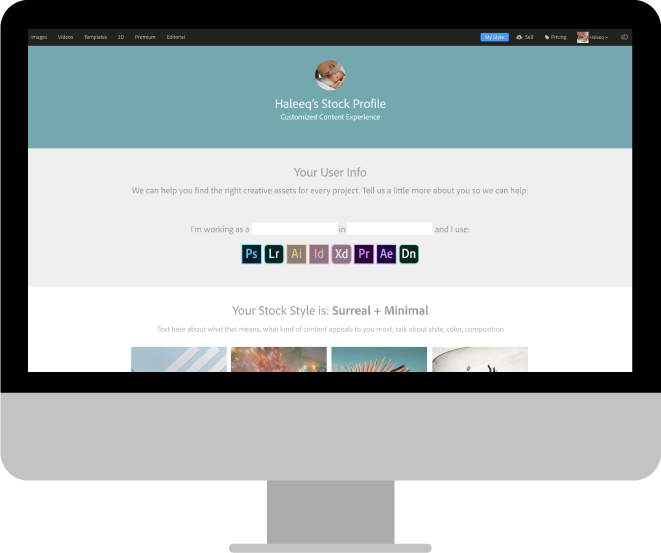 Images Videos Templates 3D Premium Editorial My Style Sell Pricing Haleeq
Haleeq's Stock Profile
Customized Content Experience
Your User Info
We can help you find the right creative assets for every project. Tell us a little more about you so we can help:
I'm working as a in and I use:
Ps Lr Ai Id Xd Pr Ae Dn
Your Stock Style is: Surreal + Minimal
Text here about what that means, what kind of content appeals to you most, talk about style, color, composition